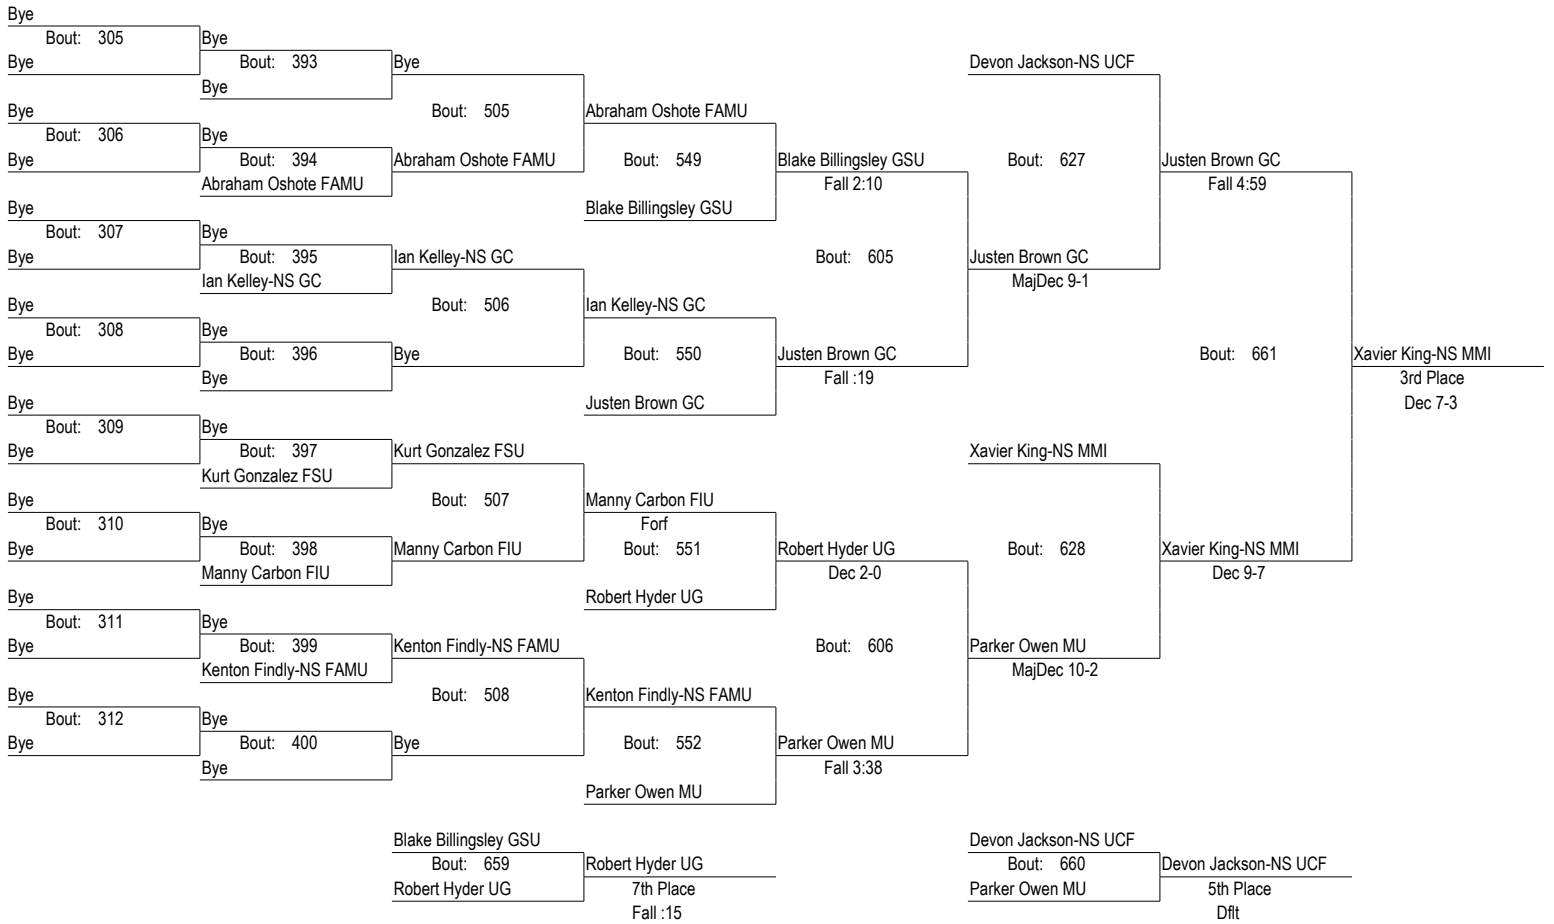 Bye
Bout: 305 Bye
Bye Bout: 393 Bye Devon Jackson-NS UCF
Bye
Bye Bout: 505 Abraham Oshote FAMU
Bout: 306 Bye
Bye Bout: 394 Abraham Oshote FAMU Bout: 549 Blake Billingsley GSU Bout: 627 Justen Brown GC
Abraham Oshote FAMU Fall 2:10 Fall 4:59
Bye Blake Billingsley GSU
Bout: 307 Bye
Bye Bout: 395 Ian Kelley-NS GC Bout: 605 Justen Brown GC
Ian Kelley-NS GC MajDec 9-1
Bye Bout: 506 Ian Kelley-NS GC
Bout: 308 Bye
Bye Bout: 396 Bye Bout: 550 Justen Brown GC Bout: 661 Xavier King-NS MMI
Bye Fall :19 3rd Place
Bye Justen Brown GC Dec 7-3
Bout: 309 Bye
Bye Bout: 397 Kurt Gonzalez FSU Xavier King-NS MMI
Kurt Gonzalez FSU
Bye Bout: 507 Manny Carbon FIU
Bout: 310 Bye Forf
Bye Bout: 398 Manny Carbon FIU Bout: 551 Robert Hyder UG Bout: 628 Xavier King-NS MMI
Manny Carbon FIU Dec 2-0 Dec 9-7
Bye Robert Hyder UG
Bout: 311 Bye
Bye Bout: 399 Kenton Findly-NS FAMU Bout: 606 Parker Owen MU
Kenton Findly-NS FAMU MajDec 10-2
Bye Bout: 508 Kenton Findly-NS FAMU
Bout: 312 Bye
Bye Bout: 400 Bye Bout: 552 Parker Owen MU
Bye Fall 3:38
Parker Owen MU
Blake Billingsley GSU Devon Jackson-NS UCF
Bout: 659 Robert Hyder UG Bout: 660 Devon Jackson-NS UCF
Robert Hyder UG 7th Place Parker Owen MU 5th Place
Fall :15 Dflt